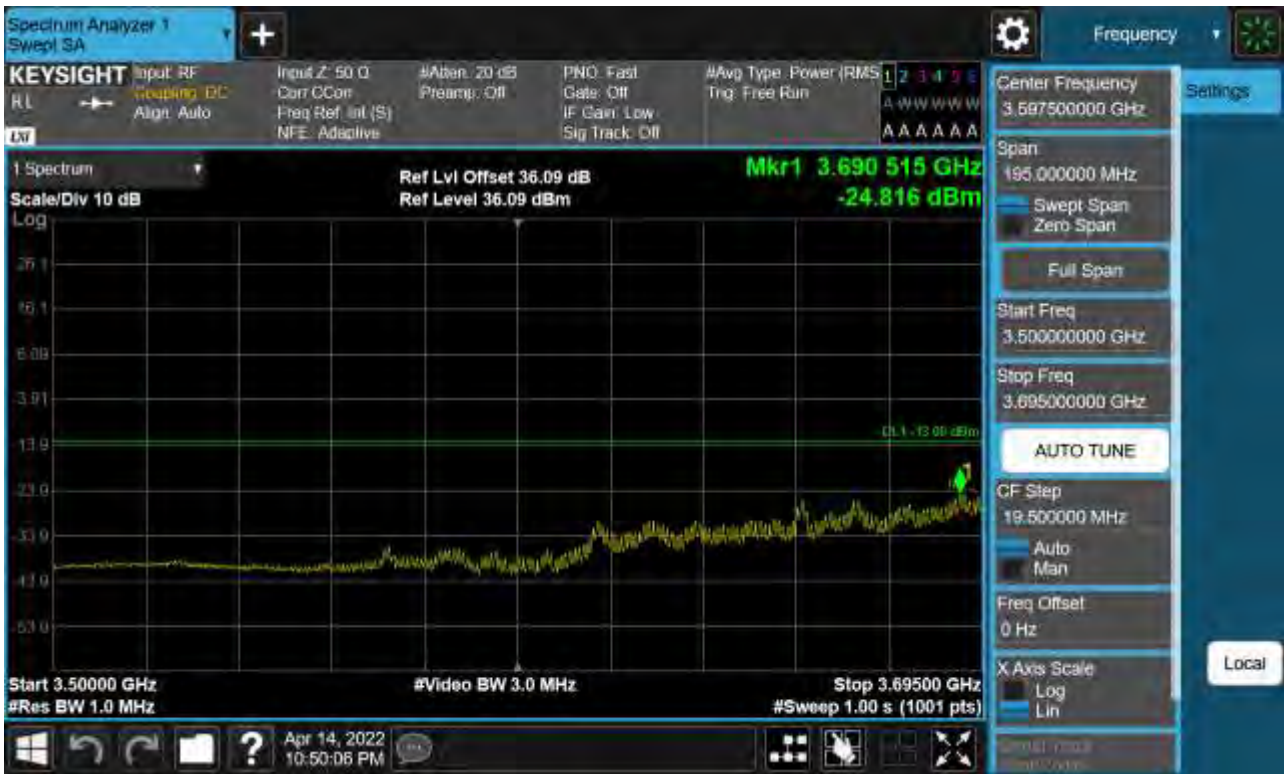 Spectrum Analyzer 1
Swept SA
+
Frequency
KEYSIGHT
RL
LXI
Input: RF
Coupling: DC
Align: Auto
Input Z: 50 Ω
Corr CCorr
Freq Ref: Int (S)
NFE: Adaptive
#Atten: 20 dB
Preamp: Off
PNO: Fast
Gate: Off
IF Gain: Low
Sig Track: Off
#Avg Type: Power (RMS
Trig: Free Run
1 2 3 4 5 6
A W W W W W
A A A A A A
1 Spectrum
Scale/Div 10 dB
Log
Ref Lvl Offset 36.09 dB
Ref Level 36.09 dBm
Mkr1 3.690 515 GHz
-24.816 dBm
26.1
16.1
6.09
-3.91
-13.9
-23.9
-33.9
-43.9
-53.9
DL1 -13.00 dBm
1
Start 3.50000 GHz
#Res BW 1.0 MHz
#Video BW 3.0 MHz
Stop 3.69500 GHz
#Sweep 1.00 s (1001 pts)
Center Frequency
3.597500000 GHz
Settings
Span
195.000000 MHz
Swept Span
Zero Span
Full Span
Start Freq
3.500000000 GHz
Stop Freq
3.695000000 GHz
AUTO TUNE
CF Step
19.500000 MHz
Auto
Man
Freq Offset
0 Hz
X Axis Scale
Log
Lin
Local
?
Apr 14, 2022
10:50:06 PM